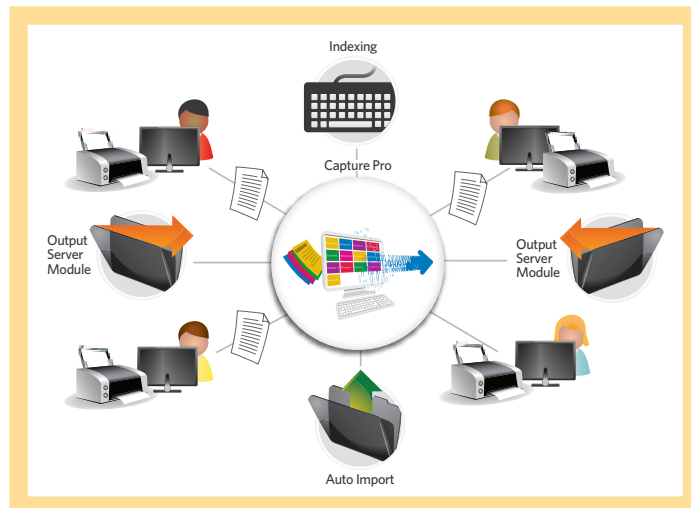 Indexing
Capture Pro
Output
Server
Module
Output
Server
Module
Auto Import